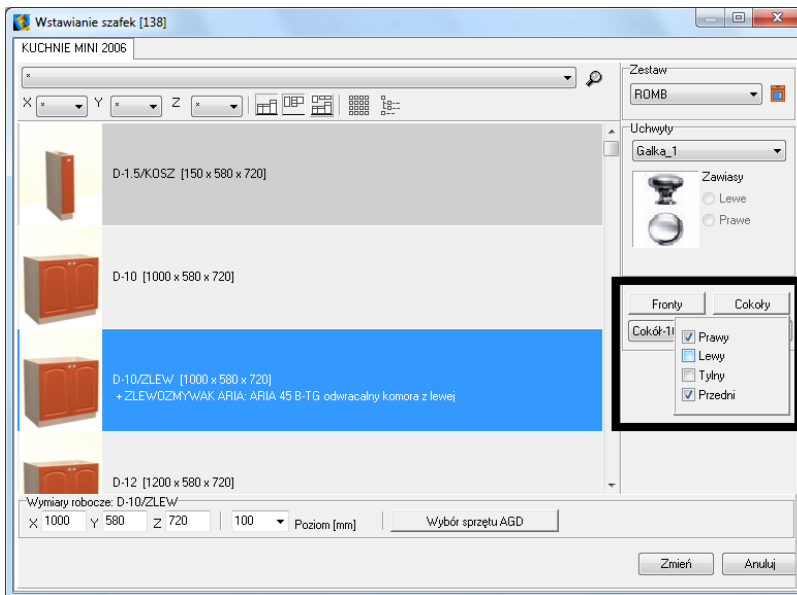 Wstawianie szafek [138]
KUCHNIE MINI 2006
*
X * Y * Z *
D-1.5/KOSZ [150 x 580 x 720]
D-10 [1000 x 580 x 720]
D-10/ZLEW [1000 x 580 x 720]
+ ZLEWOZMYWAK ARIA: ARIA 45 B-TG odwracalny komora z lewej
D-12 [1200 x 580 x 720]
Zestaw
ROMB
Uchwyty
Gałka_1
Zawiasy
Lewe
Prawe
Fronty Cokoły
Prawy
Lewy
Tylny
Przedni
Wymiary robocze: D-10/ZLEW
X 1000 Y 580 Z 720 100 Poziom [mm] Wybór sprzętu AGD
Zmień Anuluj